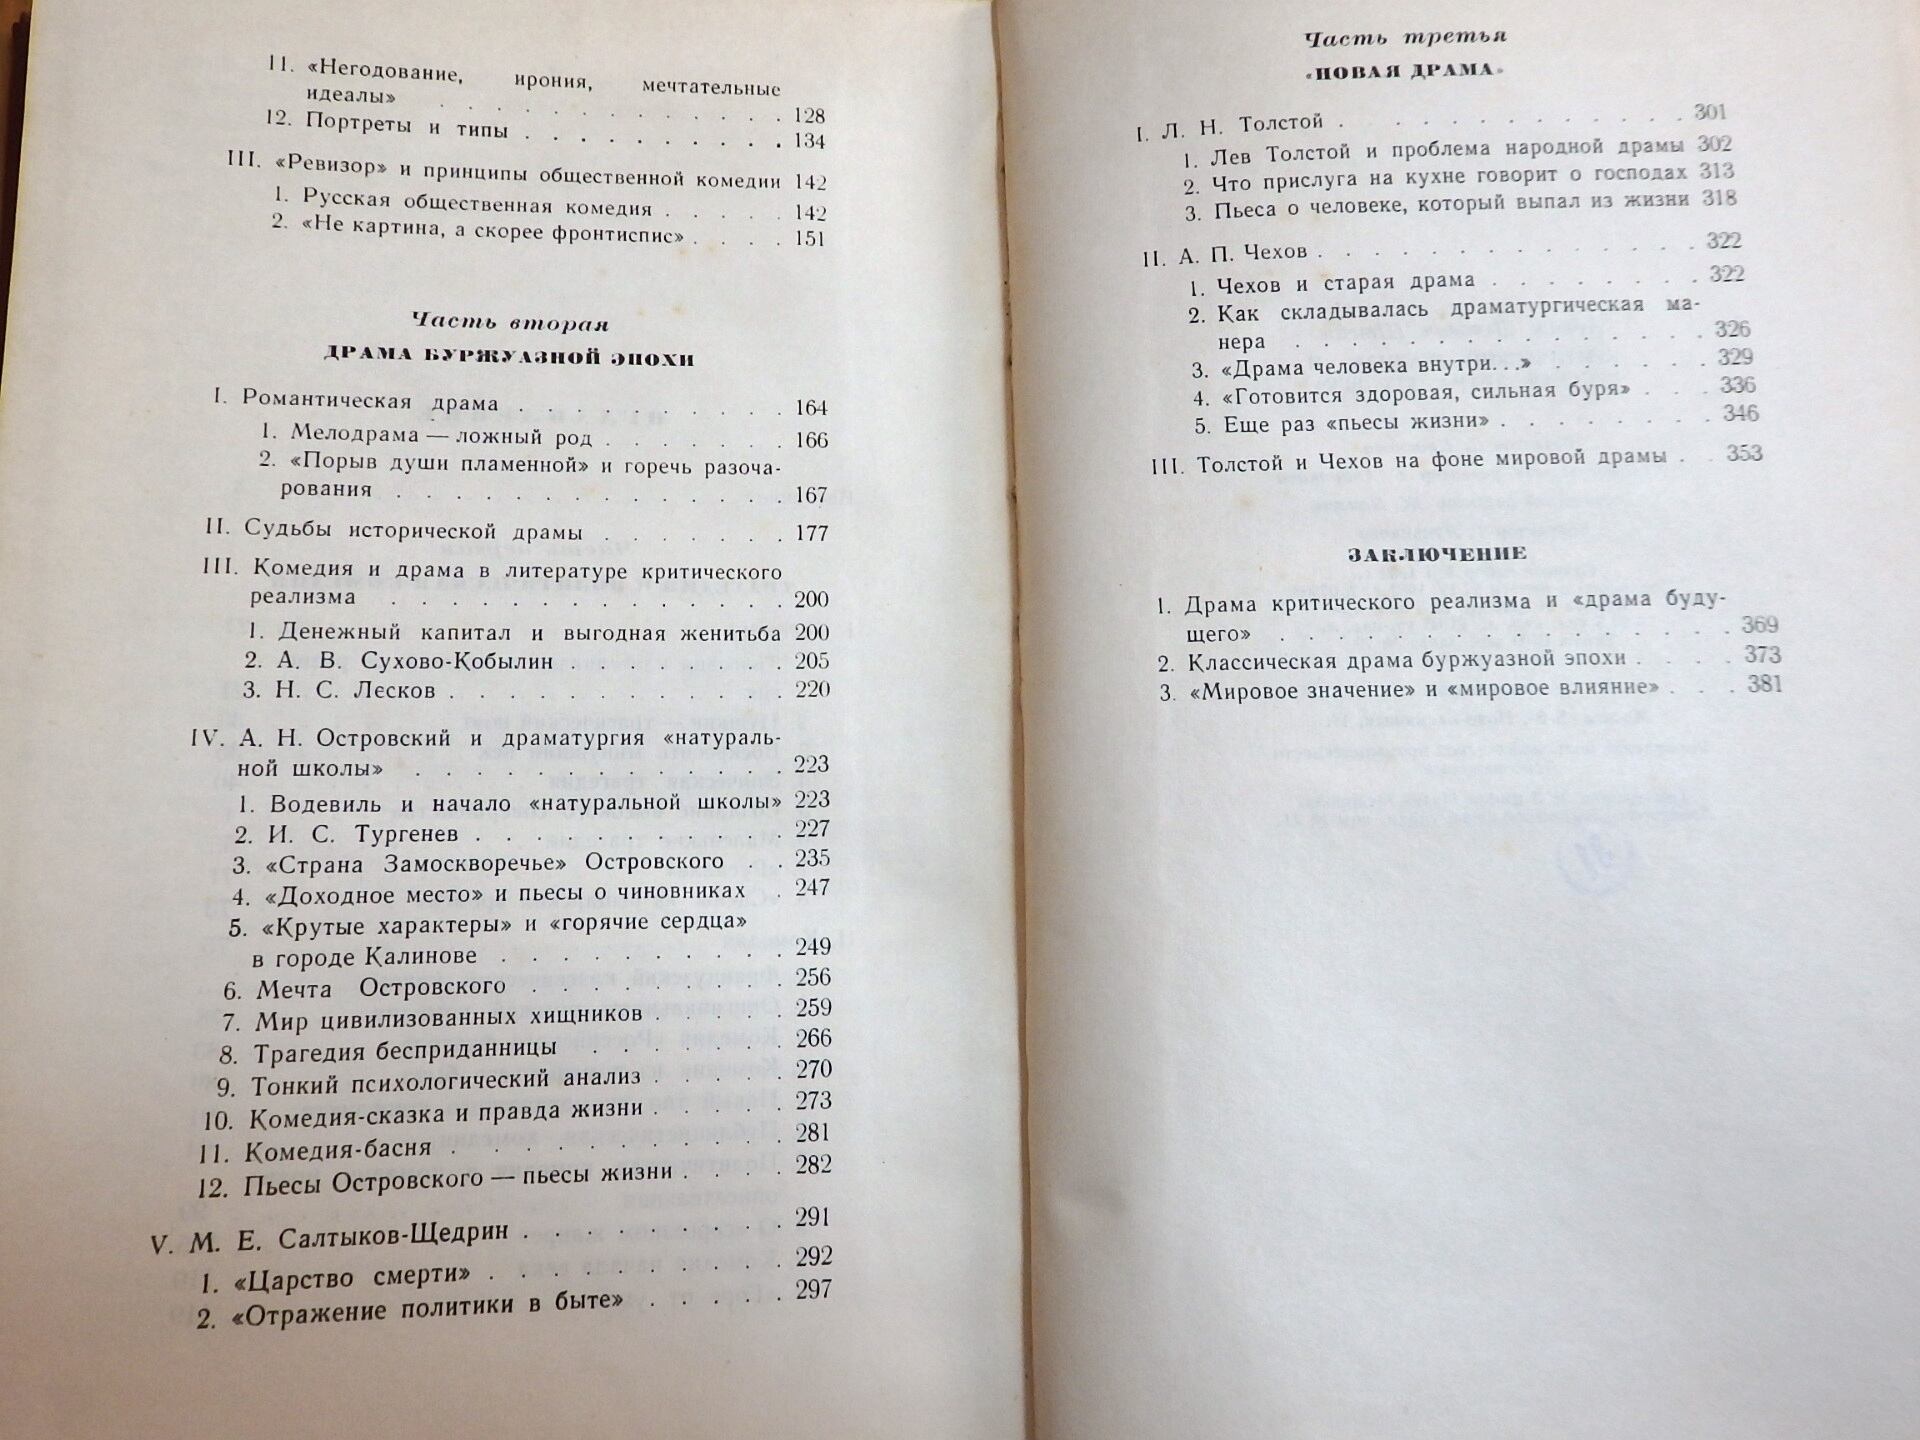 11. «Негодование, ирония, мечтательные
идеалы» . . . . . . . . . . . 128
12. Портреты и типы . . . . . . . . . 134
III. «Ревизор» и принципы общественной комедии 142
1. Русская общественная комедия . . . . . 142
2. «Не картина, а скорее фронтиспис» . . . . 151
Часть вторая
ДРАМА БУРЖУАЗНОЙ ЭПОХИ
I. Романтическая драма . . . . . . . . . . 164
1. Мелодрама — ложный род . . . . . . . 166
2. «Порыв души пламенной» и горечь разоча-
рования . . . . . . . . . . . . . 167
II. Судьбы исторической драмы . . . . . . . 177
III. Комедия и драма в литературе критического
реализма . . . . . . . . . . . . . 200
1. Денежный капитал и выгодная женитьба 200
2. А. В. Сухово-Кобылин . . . . . . . . 205
3. Н. С. Лесков . . . . . . . . . . . . 220
IV. А. Н. Островский и драматургия «натураль-
ной школы» . . . . . . . . . . . . 223
1. Водевиль и начало «натуральной школы» 223
2. И. С. Тургенев . . . . . . . . . . . 227
3. «Страна Замоскворечье» Островского . . 235
4. «Доходное место» и пьесы о чиновниках . 247
5. «Крутые характеры» и «горячие сердца»
в городе Калинове . . . . . . . . . . 249
6. Мечта Островского . . . . . . . . . 256
7. Мир цивилизованных хищников . . . . . 259
8. Трагедия бесприданницы . . . . . . . 266
9. Тонкий психологический анализ . . . . . 270
10. Комедия-сказка и правда жизни . . . . . 273
11. Комедия-басня . . . . . . . . . . . 281
12. Пьесы Островского — пьесы жизни . . . . 282
V. М. Е. Салтыков-Щедрин . . . . . . . . . 291
1. «Царство смерти» . . . . . . . . . . 292
2. «Отражение политики в быте» . . . . . 297
Часть третья
«НОВАЯ ДРАМА»
I. Л. Н. Толстой . . . . . . . . . . . . 301
1. Лев Толстой и проблема народной драмы 302
2. Что прислуга на кухне говорит о господах 313
3. Пьеса о человеке, который выпал из жизни 318
II. А. П. Чехов . . . . . . . . . . . . . 322
1. Чехов и старая драма . . . . . . . . 322
2. Как складывалась драматургическая ма-
нера . . . . . . . . . . . . . . . 326
3. «Драма человека внутри...» . . . . . . 329
4. «Готовится здоровая, сильная буря» . . . 336
5. Еще раз «пьесы жизни» . . . . . . . . 346
III. Толстой и Чехов на фоне мировой драмы . . 353
ЗАКЛЮЧЕНИЕ
1. Драма критического реализма и «драма буду-
щего» . . . . . . . . . . . . . . . . 369
2. Классическая драма буржуазной эпохи . . . . 373
3. «Мировое значение» и «мировое влияние» . . . 381